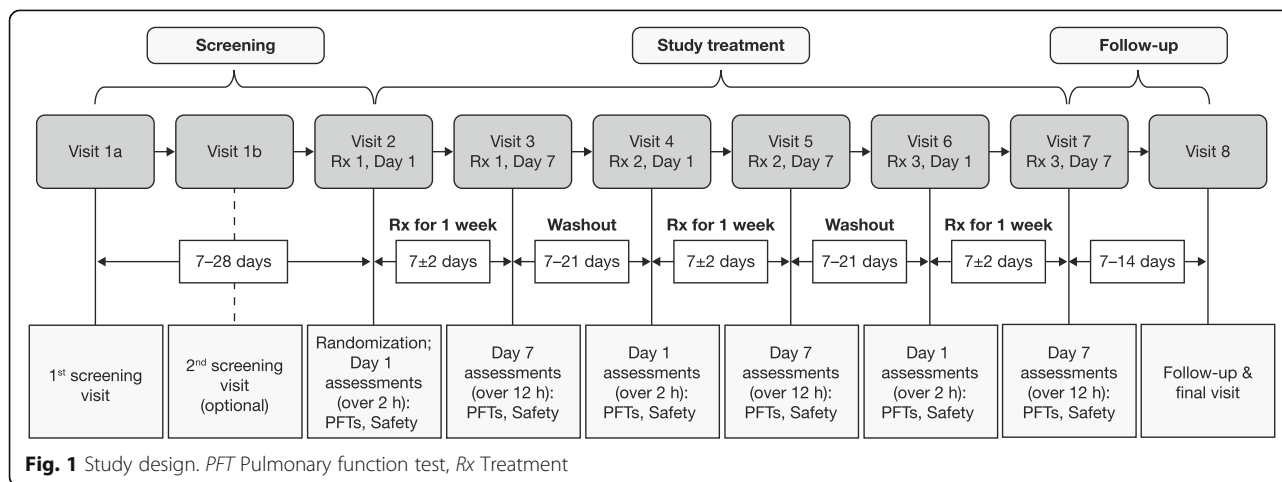 Screening
Study treatment
Follow-up
Visit 1a
Visit 1b
Visit 2
Rx 1, Day 1
Visit 3
Rx 1, Day 7
Visit 4
Rx 2, Day 1
Visit 5
Rx 2, Day 7
Visit 6
Rx 3, Day 1
Visit 7
Rx 3, Day 7
Visit 8
Rx for 1 week
Washout
Rx for 1 week
Washout
Rx for 1 week
7–28 days
7±2 days
7–21 days
7±2 days
7–21 days
7±2 days
7–14 days
1st screening
visit
2nd screening
visit
(optional)
Randomization;
Day 1
assessments
(over 2 h):
PFTs, Safety
Day 7
assessments
(over 12 h):
PFTs, Safety
Day 1
assessments
(over 2 h):
PFTs, Safety
Day 7
assessments
(over 12 h):
PFTs, Safety
Day 1
assessments
(over 2 h):
PFTs, Safety
Day 7
assessments
(over 12 h):
PFTs, Safety
Follow-up &
final visit
Fig. 1 Study design. PFT Pulmonary function test, Rx Treatment